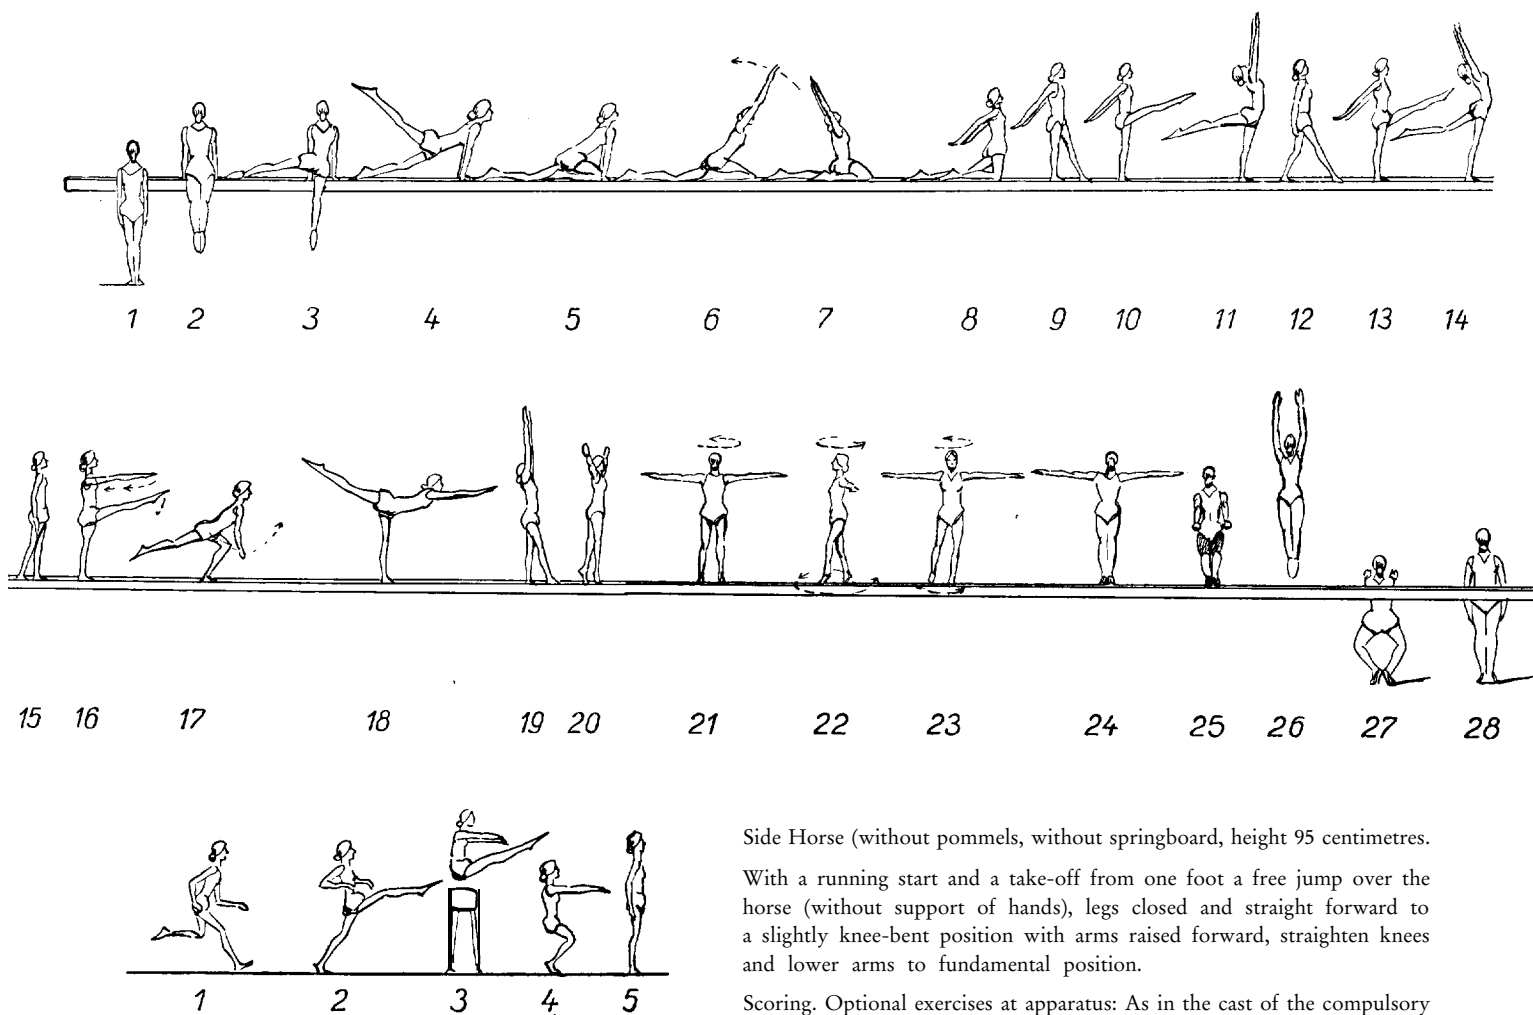 1 2 3 4 5 6 7 8 9 10 11 12 13 14
15 16 17 18 19 20 21 22 23 24 25 26 27 28
1 2 3 4 5
Side Horse (without pommels, without springboard, height 95 centimetres.
With a running start and a take-off from one foot a free jump over the
horse (without support of hands), legs closed and straight forward to
a slightly knee-bent position with arms raised forward, straighten knees
and lower arms to fundamental position.
Scoring. Optional exercises at apparatus: As in the cast of the compulsory